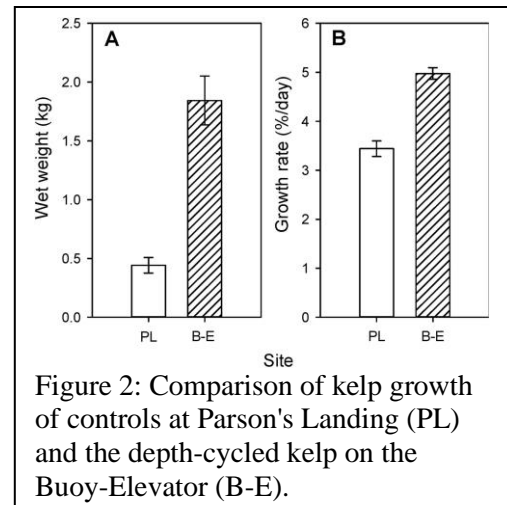 A
Wet weight (kg)
2.5
2.0
1.5
1.0
0.5
0.0
PL B-E
B
Growth rate (%/day)
6
5
4
3
2
1
0
PL B-E
Site
Figure 2: Comparison of kelp growth
of controls at Parson's Landing (PL)
and the depth-cycled kelp on the
Buoy-Elevator (B-E).